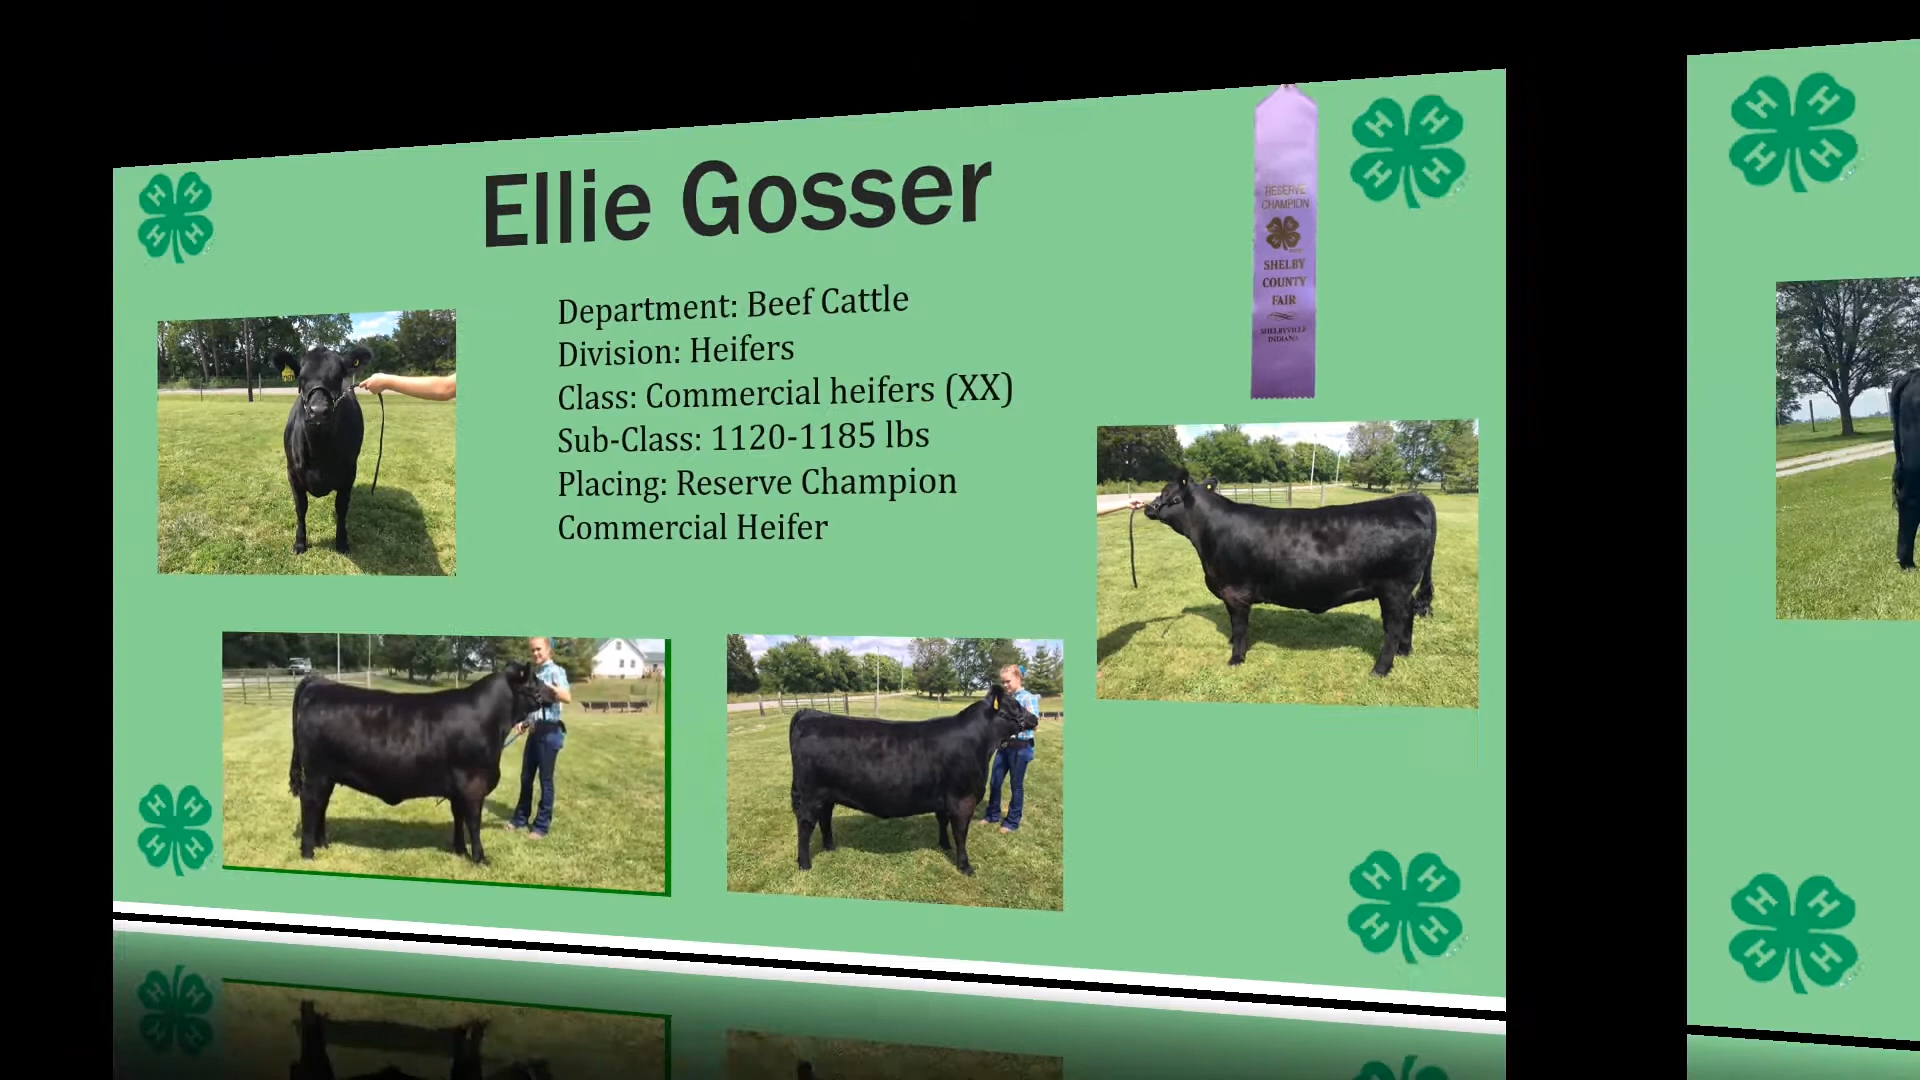 Ellie Gosser
Department: Beef Cattle
Division: Heifers
Class: Commercial heifers (XX)
Sub-Class: 1120-1185 lbs
Placing: Reserve Champion
Commercial Heifer
RESERVE
CHAMPION
SHELBY
COUNTY
FAIR
SHELBYVILLE
INDIANA
H H
H H
H H
H H
H H
H H
H H
H H
H H
H H
H H
H H